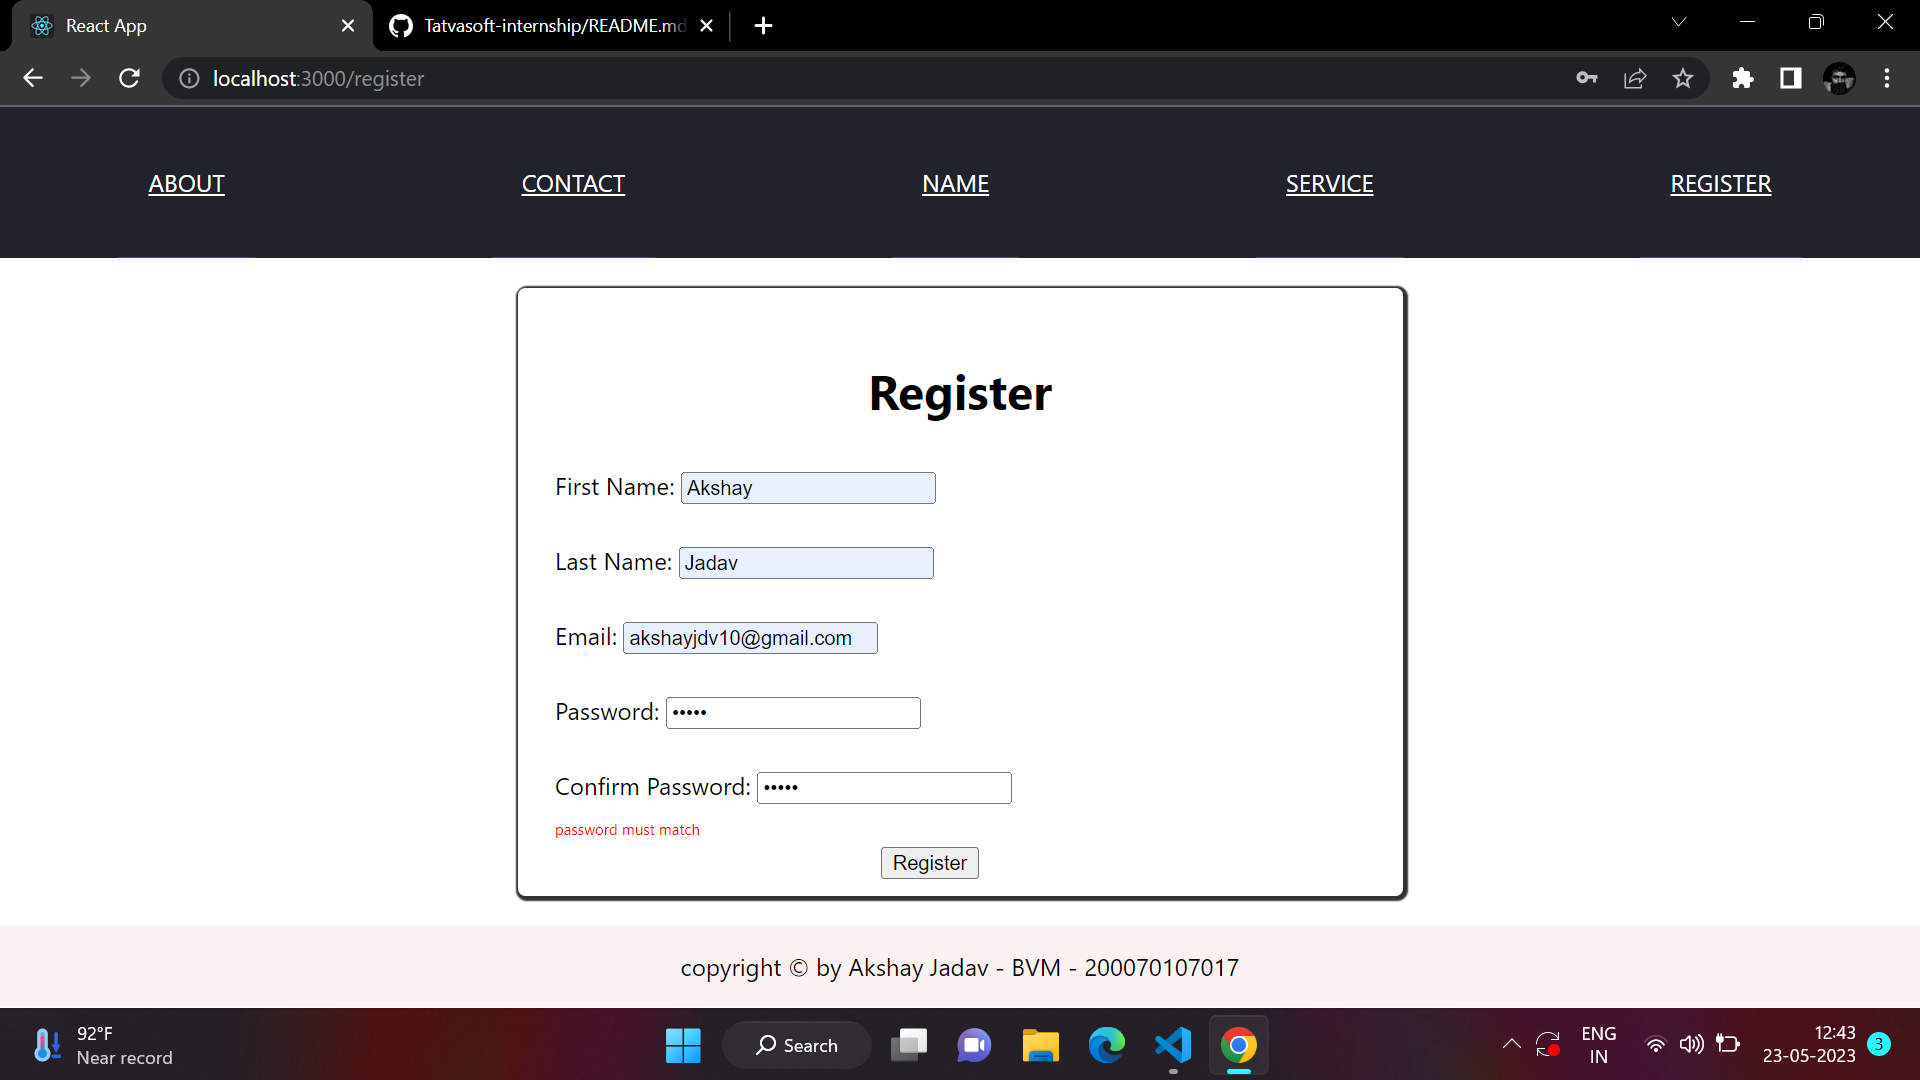 React App
Tatvasoft-internship/README.md
localhost:3000/register
ABOUT
CONTACT
NAME
SERVICE
REGISTER
Register
First Name: Akshay
Last Name: Jadav
Email: akshayjdv10@gmail.com
Password: •••••
Confirm Password: •••••
password must match
Register
copyright © by Akshay Jadav - BVM - 200070107017
92°F
Near record
Search
ENG
IN
12:43
23-05-2023
3